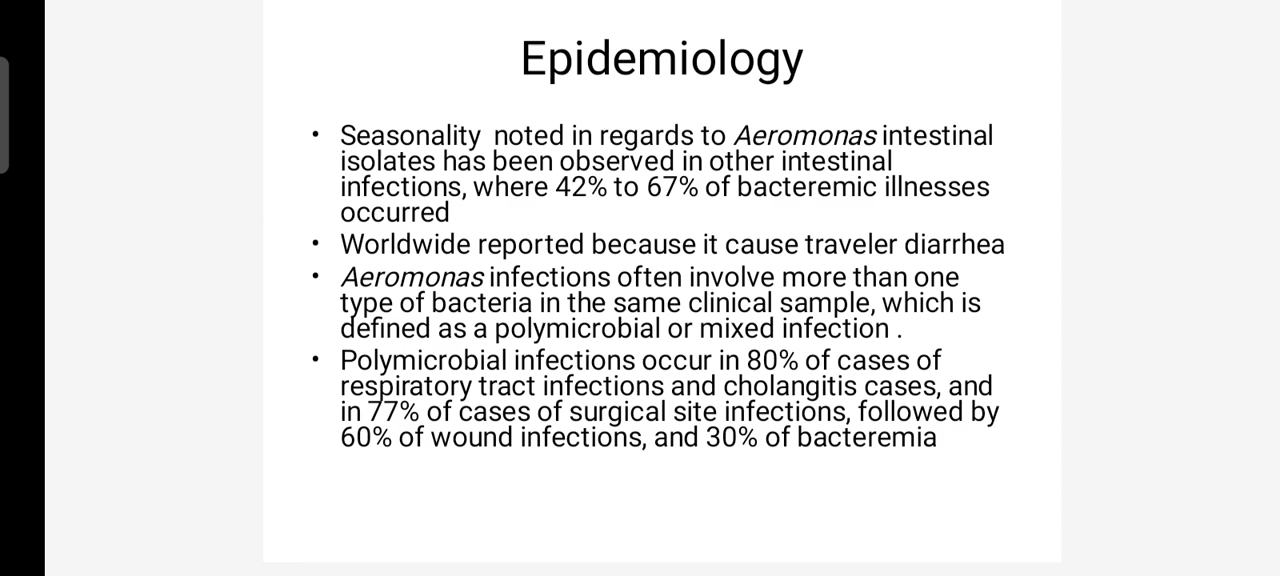 Epidemiology
• Seasonality  noted in regards to Aeromonas intestinal
isolates has been observed in other intestinal
infections, where 42% to 67% of bacteremic illnesses
occurred
• Worldwide reported because it cause traveler diarrhea
• Aeromonas infections often involve more than one
type of bacteria in the same clinical sample, which is
defined as a polymicrobial or mixed infection .
• Polymicrobial infections occur in 80% of cases of
respiratory tract infections and cholangitis cases, and
in 77% of cases of surgical site infections, followed by
60% of wound infections, and 30% of bacteremia